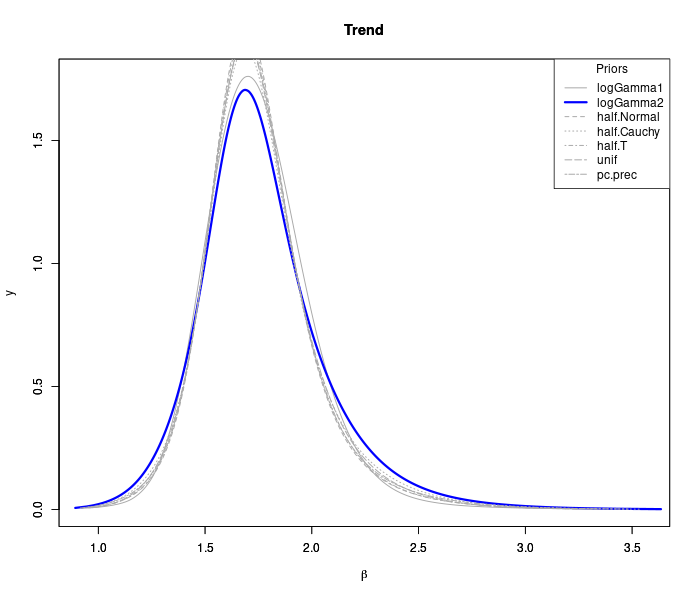 Trend
Priors
logGamma1
logGamma2
half.Normal
half.Cauchy
half.T
unif
pc.prec
y
1.5
1.0
0.5
0.0
1.0 1.5 2.0 2.5 3.0 3.5
β